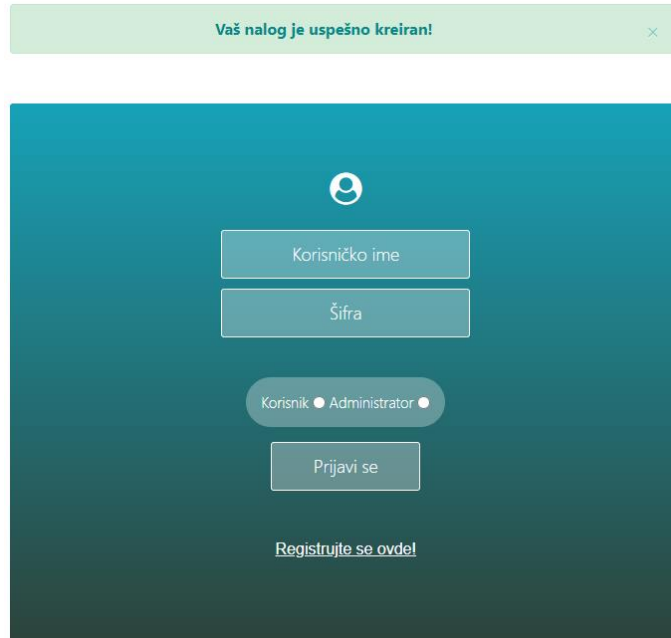 Vaš nalog je uspešno kreiran!
Korisničko ime
Šifra
Korisnik Administrator
Prijavi se
Registrujte se ovde!